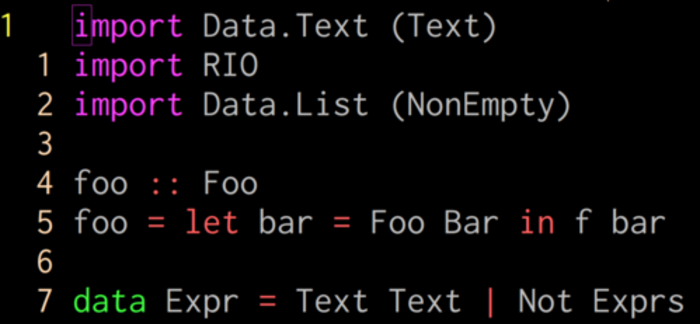 1 import Data.Text (Text)
1 import RIO
2 import Data.List (NonEmpty)
3
4 foo :: Foo
5 foo = let bar = Foo Bar in f bar
6
7 data Expr = Text Text | Not Exprs